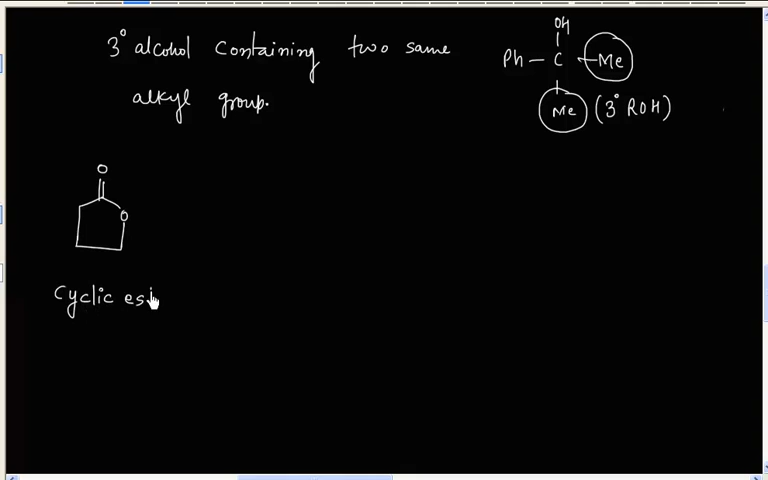 3° alcohol containing two same
alkyl group.
OH
Ph — C — Me
Me (3° ROH)
O
O
Cyclic es